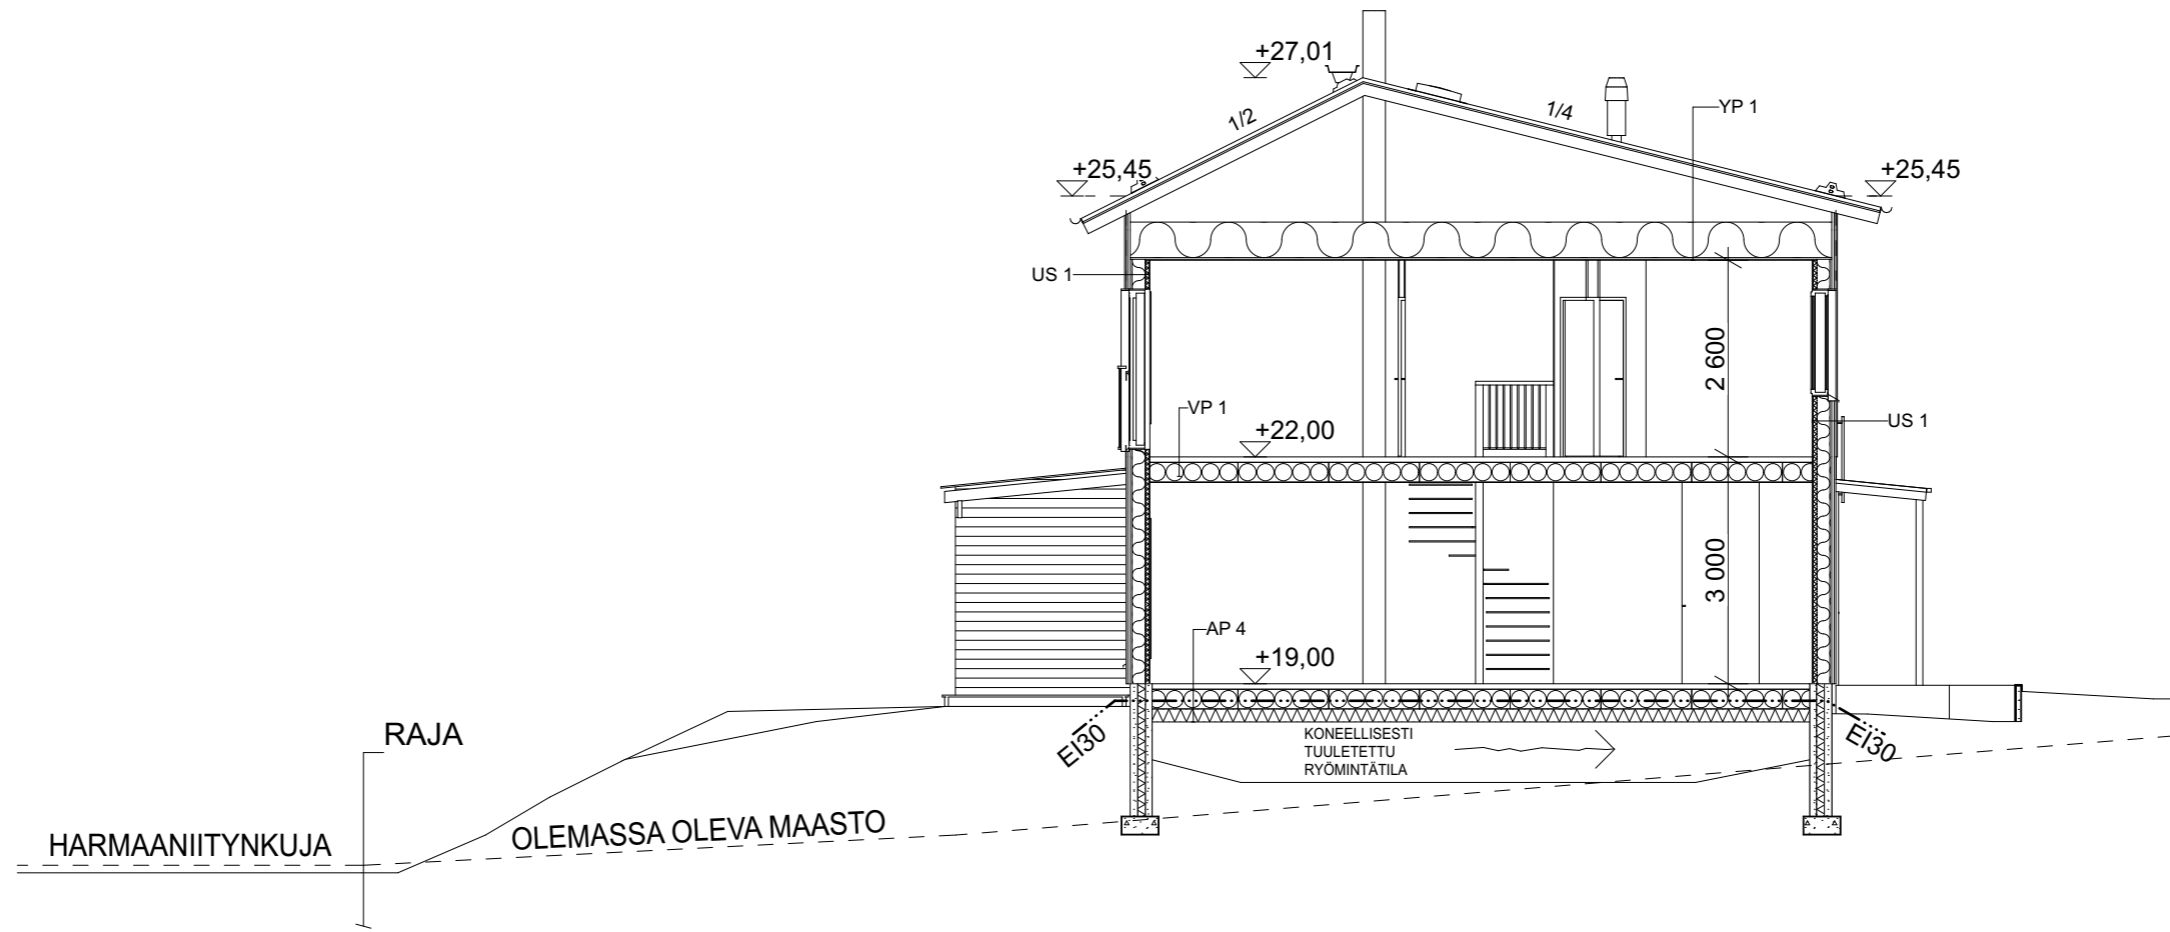 +27,01
1/2
1/4
YP 1
+25,45
+25,45
US 1
2 600
VP 1
+22,00
US 1
3 000
AP 4
+19,00
EI30
KONEELLISESTI
TUULETETTU
RYÖMINTÄTILA
EI30
RAJA
HARMAANIITYNKUJA
OLEMASSA OLEVA MAASTO